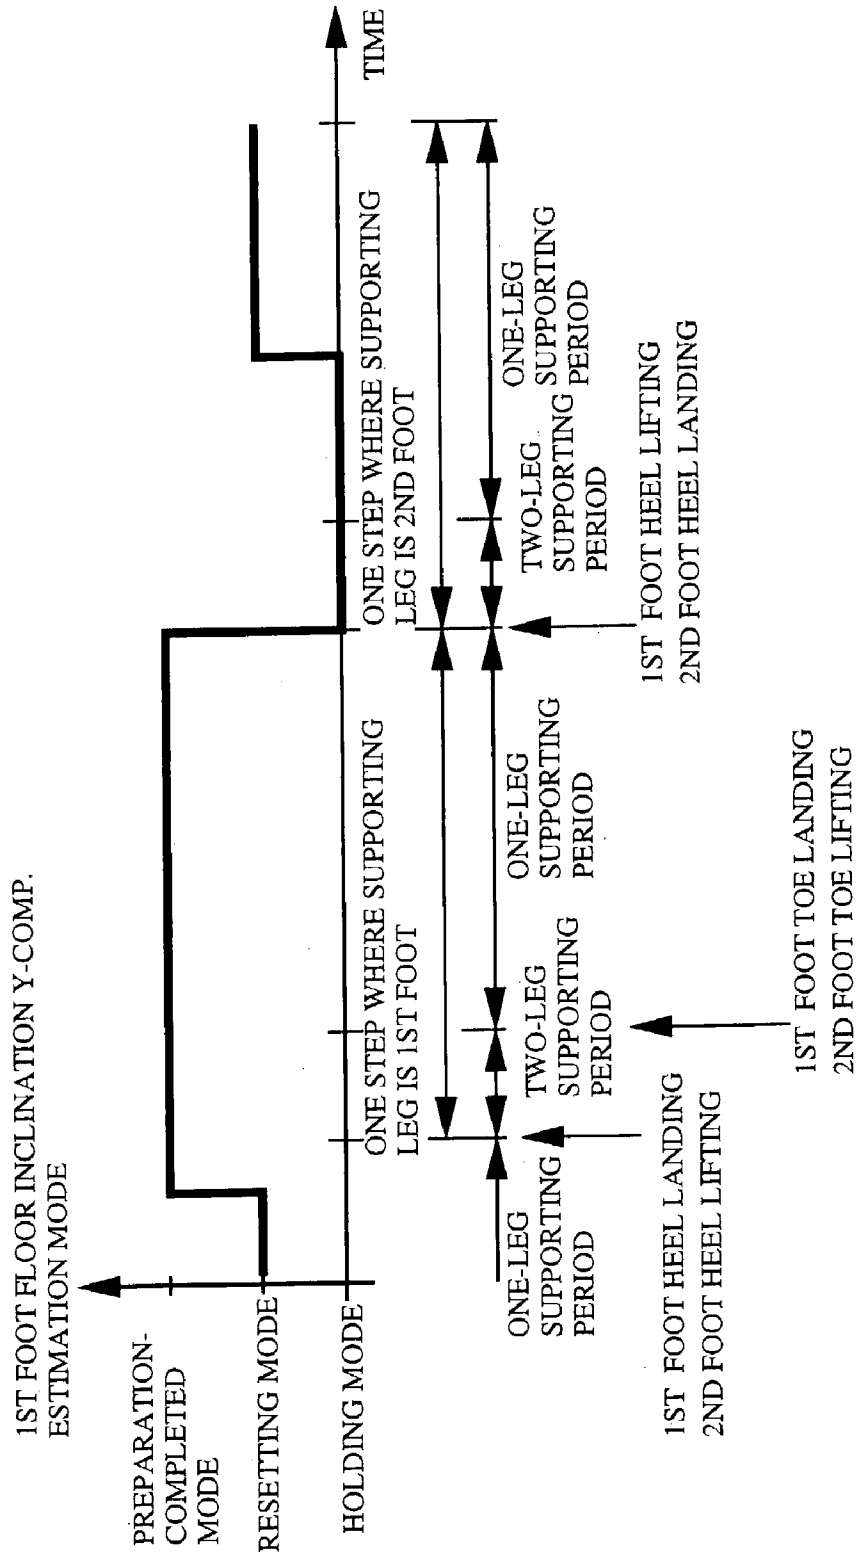 1ST FOOT FLOOR INCLINATION Y-COMP.
ESTIMATION MODE
PREPARATION-
COMPLETED
MODE
RESETTING MODE
HOLDING MODE
TIME
ONE STEP WHERE SUPPORTING
LEG IS 1ST FOOT
ONE STEP WHERE SUPPORTING
LEG IS 2ND FOOT
ONE-LEG
SUPPORTING
PERIOD
TWO-LEG
SUPPORTING
PERIOD
ONE-LEG
SUPPORTING
PERIOD
TWO-LEG
SUPPORTING
PERIOD
ONE-LEG
SUPPORTING
PERIOD
1ST FOOT HEEL LANDING
2ND FOOT HEEL LIFTING
1ST FOOT TOE LANDING
2ND FOOT TOE LIFTING
1ST FOOT HEEL LIFTING
2ND FOOT HEEL LANDING